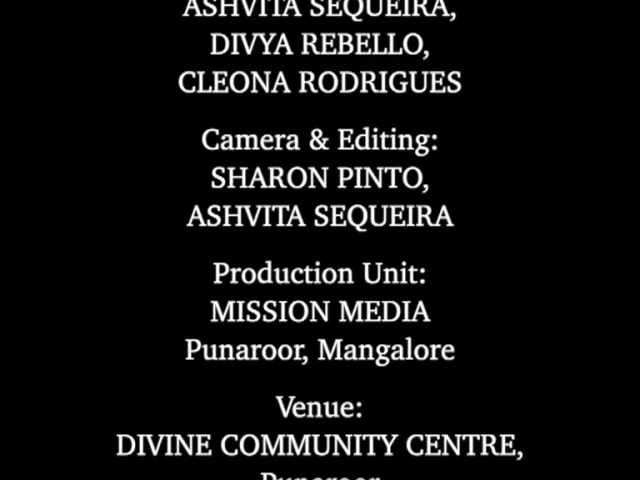 ASHVITA SEQUEIRA,
DIVYA REBELLO,
CLEONA RODRIGUES
Camera & Editing:
SHARON PINTO,
ASHVITA SEQUEIRA
Production Unit:
MISSION MEDIA
Punaroor, Mangalore
Venue:
DIVINE COMMUNITY CENTRE,
Punaroor